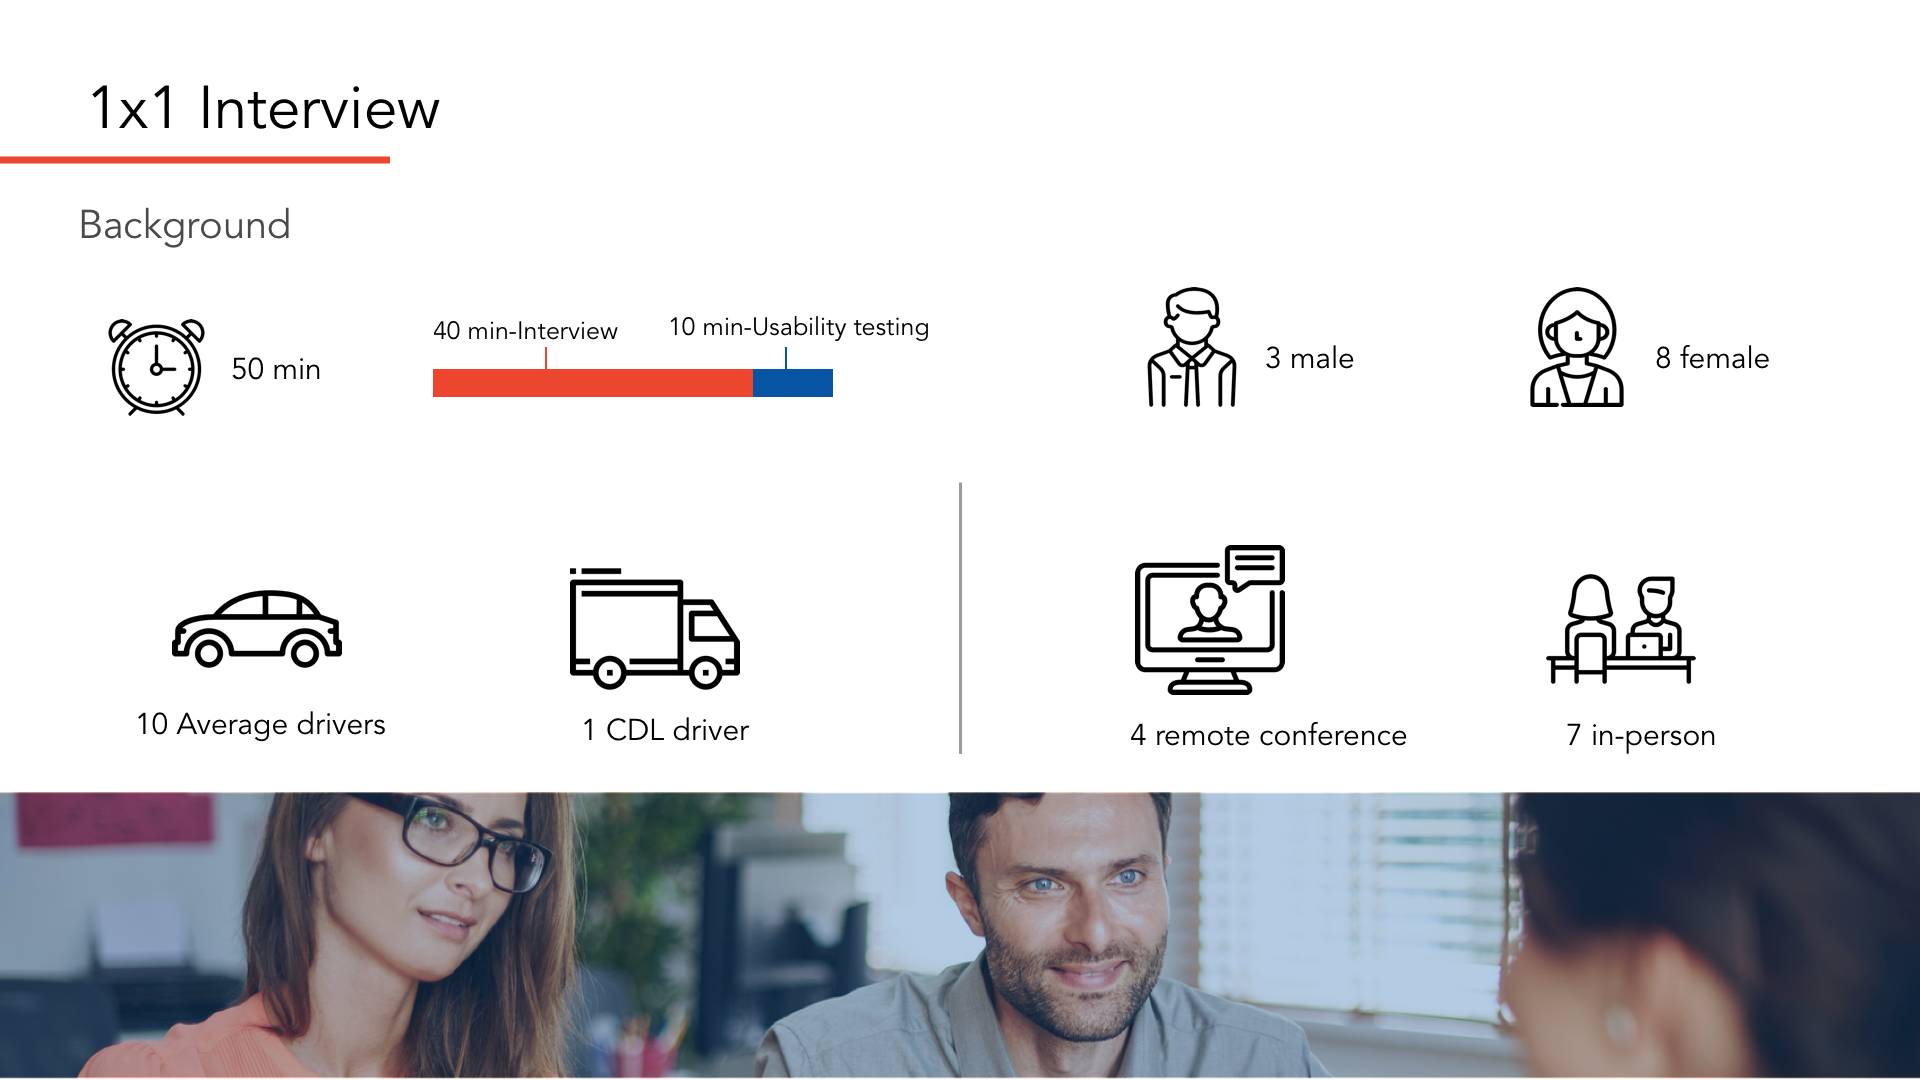 1x1 Interview
Background
50 min
40 min-Interview
10 min-Usability testing
3 male
8 female
10 Average drivers
1 CDL driver
4 remote conference
7 in-person